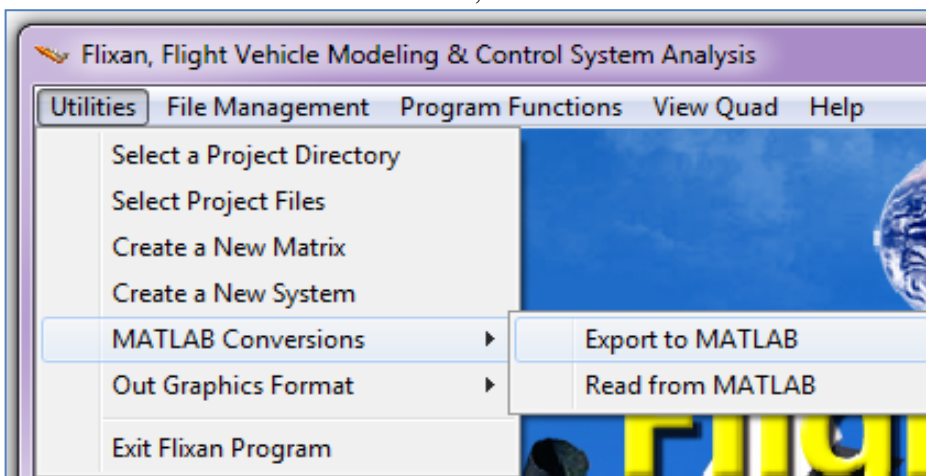 Flixan, Flight Vehicle Modeling & Control System Analysis
Utilities File Management Program Functions View Quad Help
Select a Project Directory
Select Project Files
Create a New Matrix
Create a New System
MATLAB Conversions
Export to MATLAB
Out Graphics Format
Read from MATLAB
Exit Flixan Program